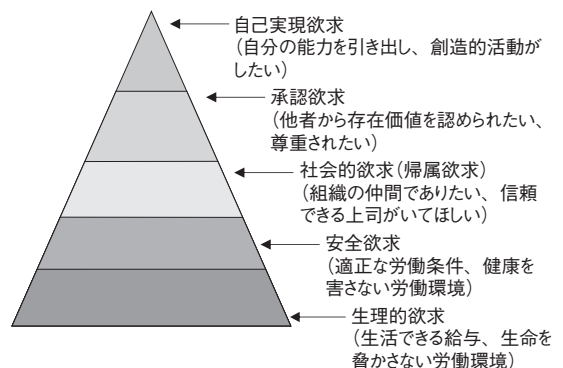 自己実現欲求
（自分の能力を引き出し、創造的活動が
したい）
承認欲求
（他者から存在価値を認められたい、
尊重されたい）
社会的欲求（帰属欲求）
（組織の仲間でありたい、信頼
できる上司がいてほしい）
安全欲求
（適正な労働条件、健康を
害さない労働環境）
生理的欲求
（生活できる給与、生命を
脅かさない労働環境）